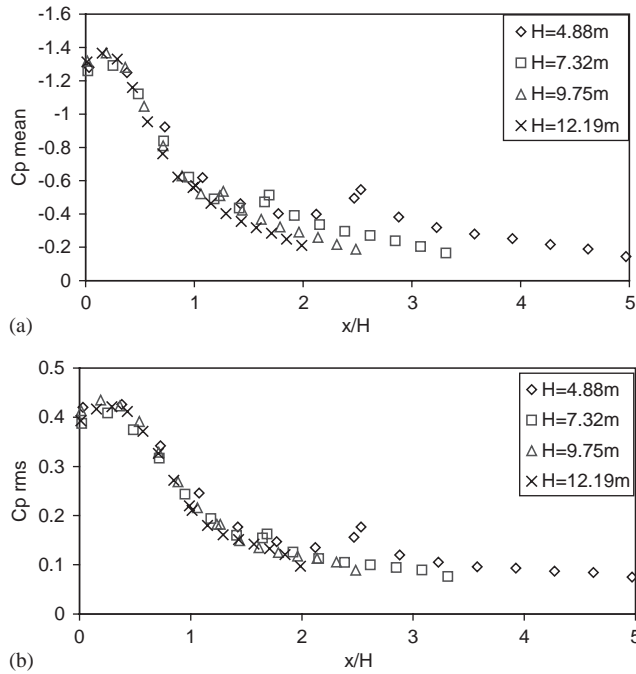 -1.6
-1.4
-1.2
-1
-0.8
-0.6
-0.4
-0.2
0
Cp mean
H=4.88m
H=7.32m
H=9.75m
H=12.19m
0 1 2 3 4 5
x/H
(a)
0.5
0.4
0.3
0.2
0.1
0
Cp rms
H=4.88m
H=7.32m
H=9.75m
H=12.19m
0 1 2 3 4 5
x/H
(b)